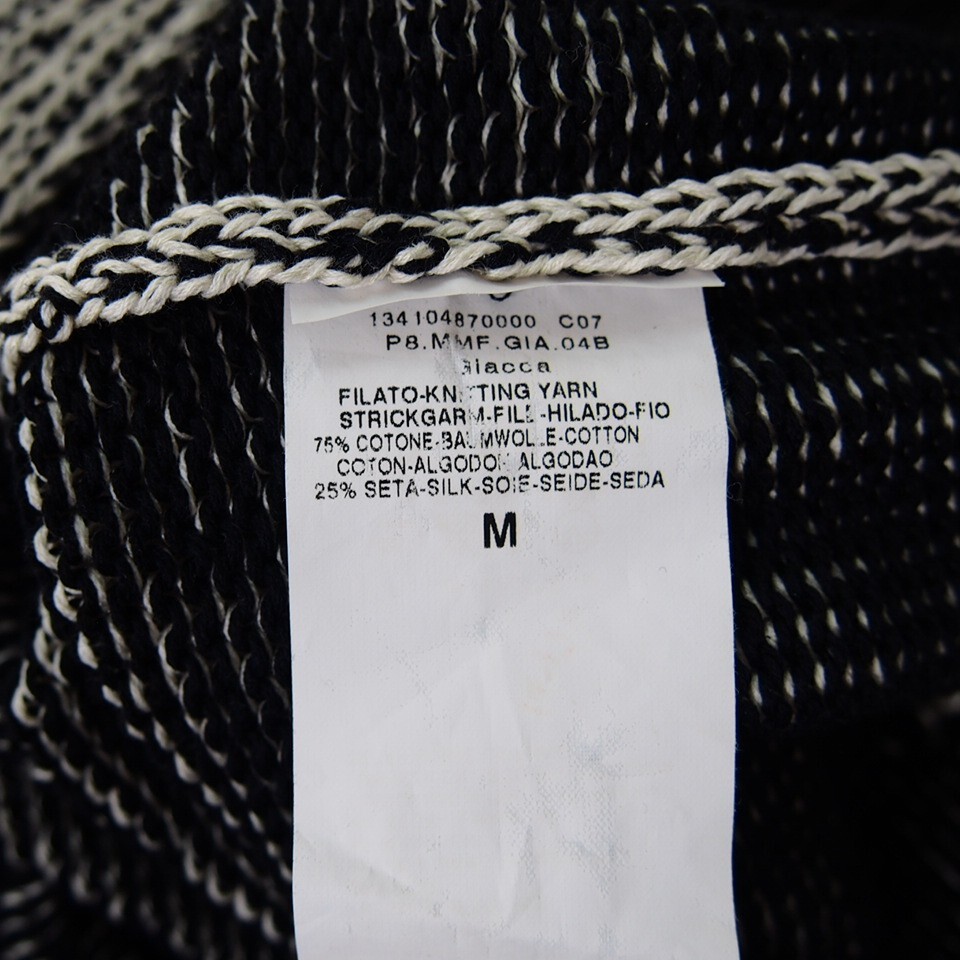 134104870000 C07
P8.MMF.GIA.04B
Giacca
FILATO-KNITTING YARN
STRICKGARM-FILE-HILADO-FIO
75% COTONE-BAUMWOLLE-COTTON
COTON-ALGODON ALGODAO
25% SETA-SILK-SOIE-SEIDE-SEDA
M